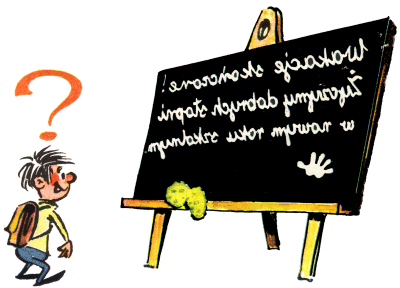 ?
Wakacje skończone!
Życzymy dobrych stopni
w nowym roku szkolnym